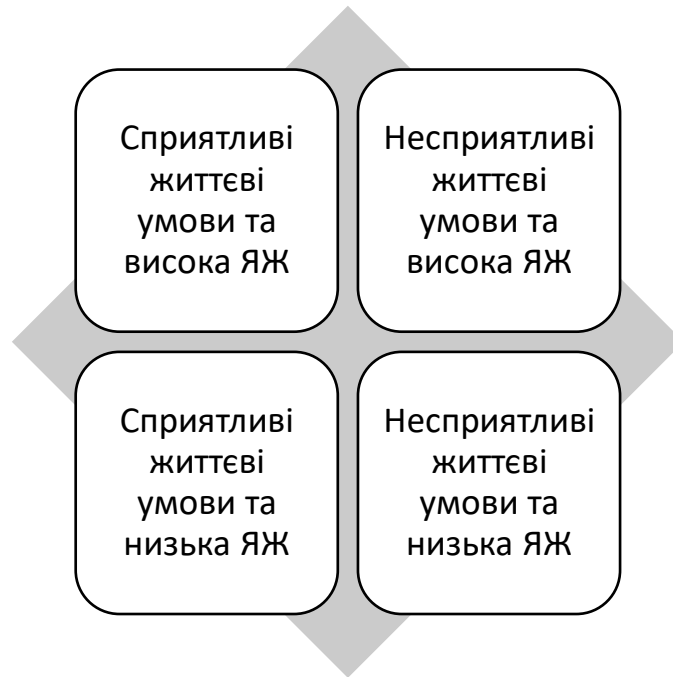 Сприятливі
життєві
умови та
висока ЯЖ
Несприятливі
життєві
умови та
висока ЯЖ
Сприятливі
життєві
умови та
низька ЯЖ
Несприятливі
життєві
умови та
низька ЯЖ